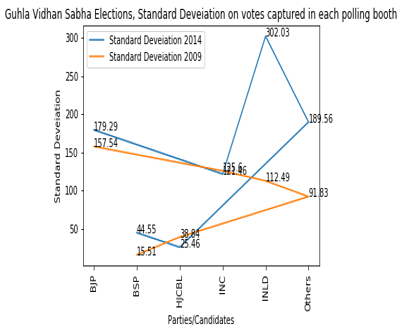 Guhla Vidhan Sabha Elections, Standard Deveiation on votes captured in each polling booth
Standard Deveiation 2014
Standard Deveiation 2009
Standard Deveiation
300
250
200
150
100
50
302.03
189.56
179.29
157.54
125.6
112.49
91.83
44.55
38.84
25.46
15.51
BJP
BSP
HJCBL
INC
INLD
Others
Parties/Candidates